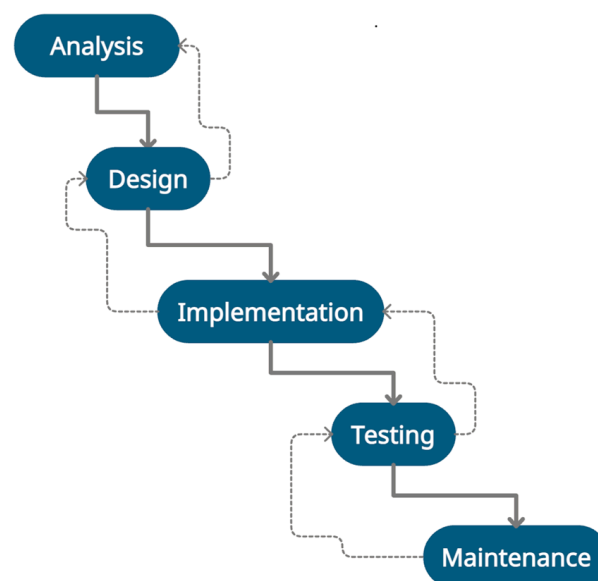 Analysis
Design
Implementation
Testing
Maintenance